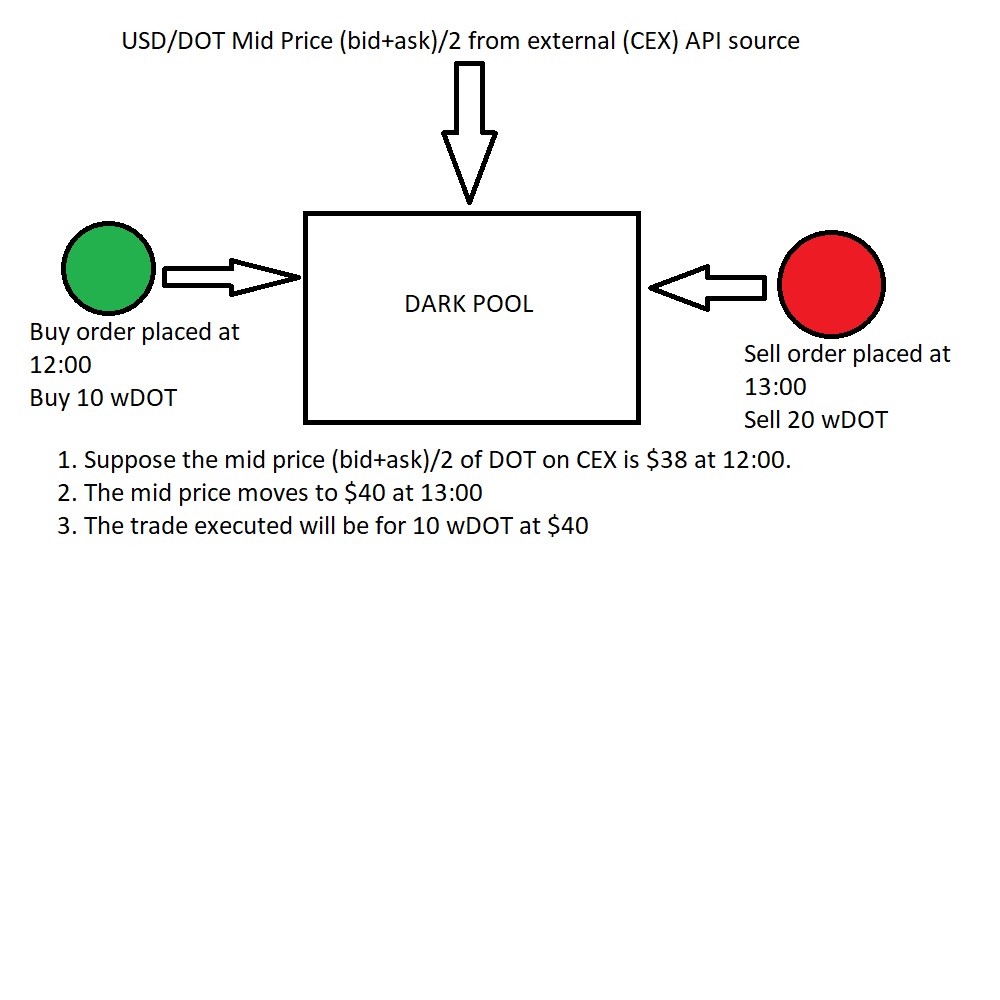 USD/DOT Mid Price (bid+ask)/2 from external (CEX) API source
DARK POOL
Buy order placed at
12:00
Buy 10 wDOT
Sell order placed at
13:00
Sell 20 wDOT
1. Suppose the mid price (bid+ask)/2 of DOT on CEX is $38 at 12:00.
2. The mid price moves to $40 at 13:00
3. The trade executed will be for 10 wDOT at $40